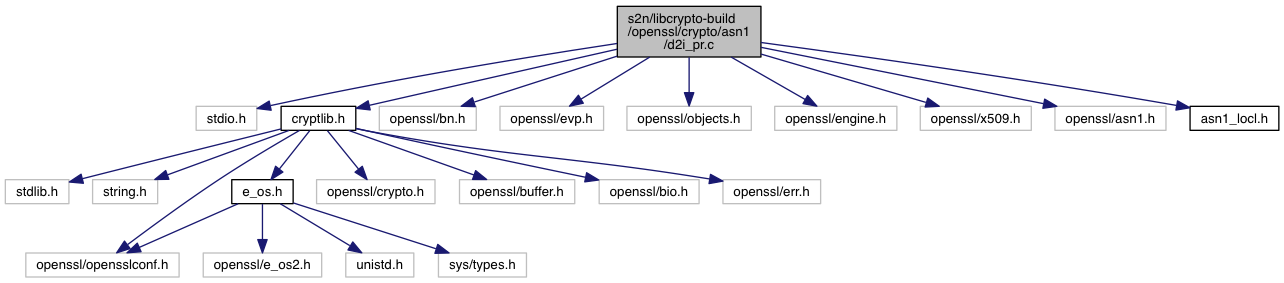 s2n/libcrypto-build
/openssl/crypto/asn1
/d2i_pr.c
stdio.h
cryptlib.h
openssl/bn.h
openssl/evp.h
openssl/objects.h
openssl/engine.h
openssl/x509.h
openssl/asn1.h
asn1_locl.h
stdlib.h
string.h
e_os.h
openssl/crypto.h
openssl/buffer.h
openssl/bio.h
openssl/err.h
openssl/opensslconf.h
openssl/e_os2.h
unistd.h
sys/types.h